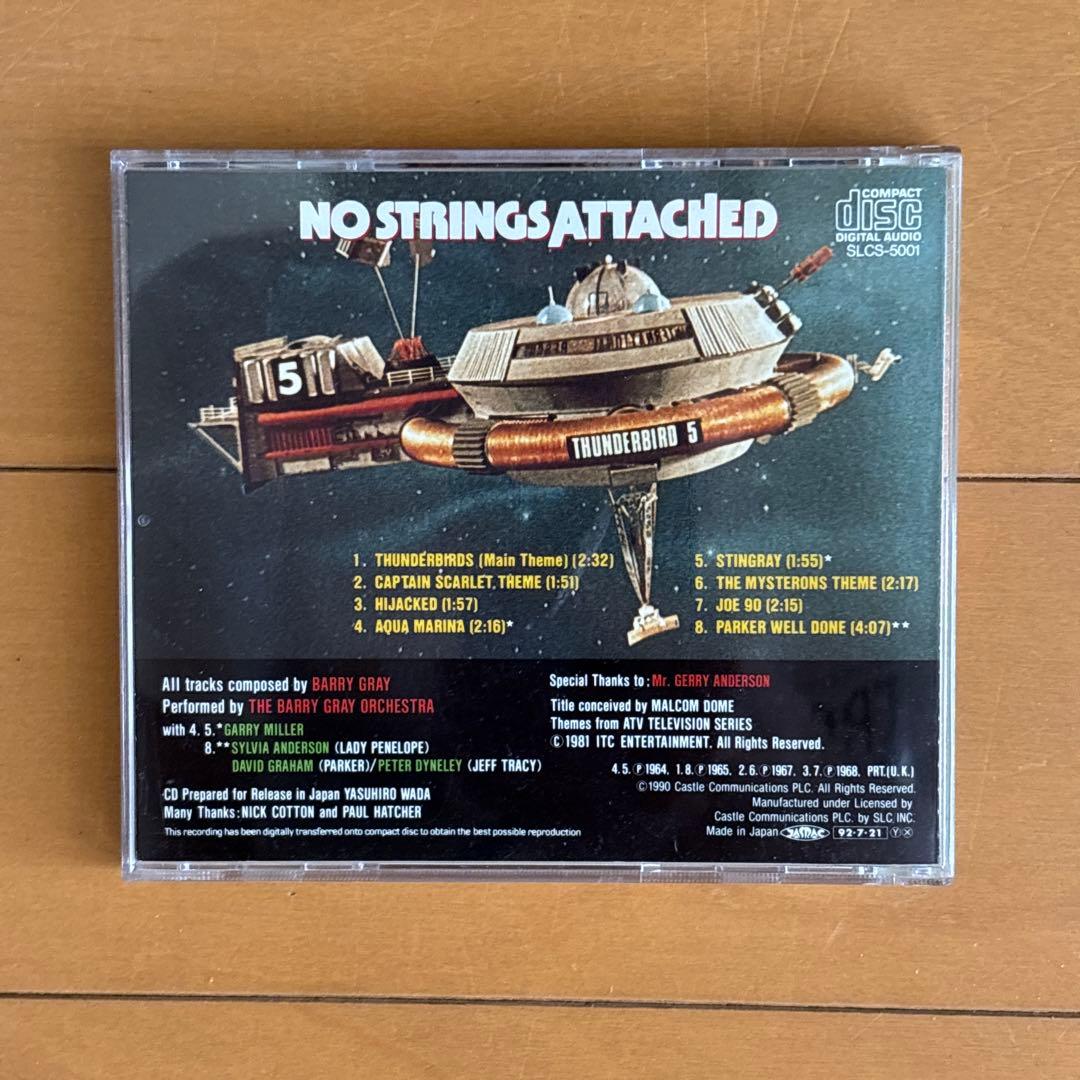 NO STRINGS ATTACHED
COMPACT
disc
DIGITAL AUDIO
SLCS-5001
5
THUNDERBIRD 5
1. THUNDERBIRDS (Main Theme) (2:32)
2. CAPTAIN SCARLET THEME (1:51)
3. HIJACKED (1:57)
4. AQUA MARINA (2:16)*
5. STINGRAY (1:55)*
6. THE MYSTERONS THEME (2:17)
7. JOE 90 (2:15)
8. PARKER WELL DONE (4:07)**
All tracks composed by BARRY GRAY
Performed by THE BARRY GRAY ORCHESTRA
with 4. 5.*GARRY MILLER
8.**SYLVIA ANDERSON (LADY PENELOPE)
DAVID GRAHAM (PARKER)/PETER DYNELEY (JEFF TRACY)
CD Prepared for Release in Japan YASUHIRO WADA
Many Thanks:NICK COTTON and PAUL HATCHER
This recording has been digitally transferred onto compact disc to obtain the best possible reproduction
Special Thanks to:Mr. GERRY ANDERSON
Title conceived by MALCOM DOME
Themes from ATV TELEVISION SERIES
©1981 ITC ENTERTAINMENT. All Rights Reserved.
4.5.℗1964. 1.8.℗1965. 2.6.℗1967. 3.7.℗1968. PRT.(U.K.)
©1990 Castle Communications PLC. All Rights Reserved.
Manufactured under Licensed by
Castle Communications PLC. by SLC, INC.
Made in Japan JASRAC 92·7·21 Ⓨ Ⓧ